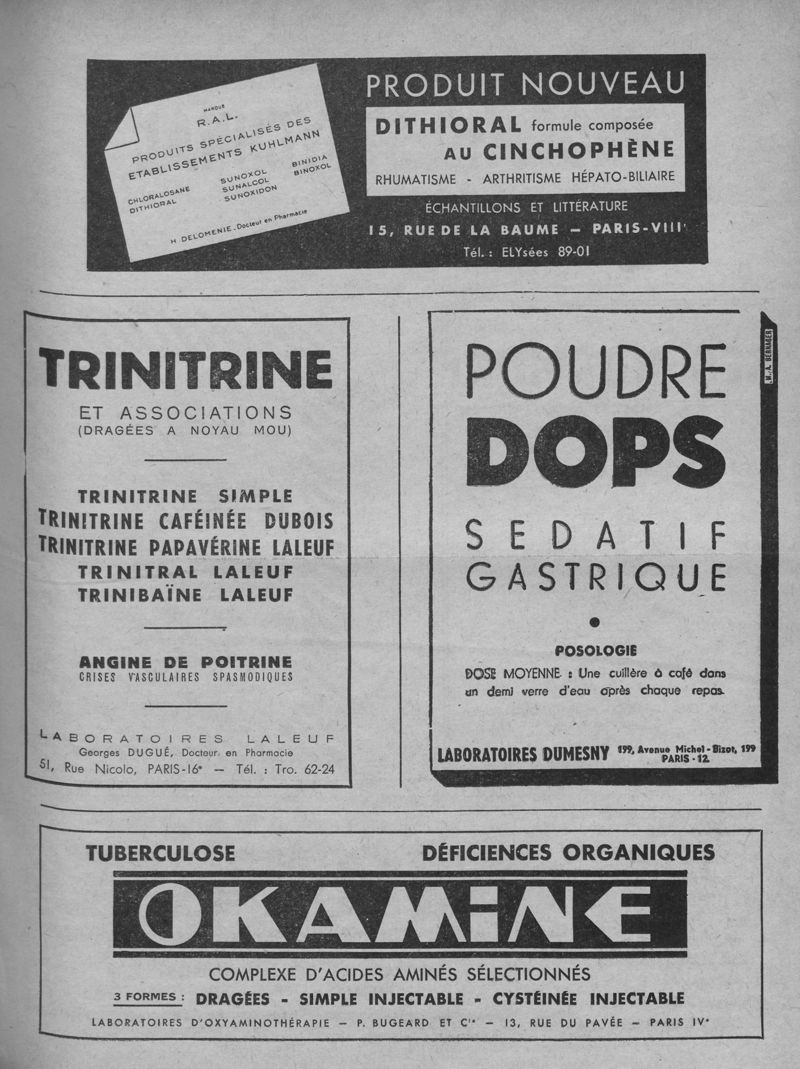 MARQUE
R.A.L.
PRODUITS SPÉCIALISÉS DES
ETABLISSEMENTS KUHLMANN
CHLORALOSANE SUNOXOL BINIDIA
DITHIORAL SUNALCOL BINOXOL
SUNOXIDON
H. DELOMENIE_Docteur en Pharmacie
PRODUIT NOUVEAU
DITHIORAL formule composée
AU CINCHOPHÈNE
RHUMATISME - ARTHRITISME HÉPATO-BILIAIRE
ÉCHANTILLONS ET LITTÉRATURE
15, RUE DE LA BAUME — PARIS-VIIIᵉ
Tél. : ELYsées 89-01
TRINITRINE
ET ASSOCIATIONS
(DRAGÉES A NOYAU MOU)
TRINITRINE SIMPLE
TRINITRINE CAFÉINÉE DUBOIS
TRINITRINE PAPAVÉRINE LALEUF
TRINITRAL LALEUF
TRINIBAÏNE LALEUF
ANGINE DE POITRINE
CRISES VASCULAIRES SPASMODIQUES
LABORATOIRES LALEUF
Georges DUGUÉ, Docteur en Pharmacie
51, Rue Nicolo, PARIS-16ᵉ — Tél. : Tro. 62-24
POUDRE
DOPS
SEDATIF
GASTRIQUE
POSOLOGIE
DOSE MOYENNE : Une cuillère à café dans
un demi verre d'eau après chaque repas.
LABORATOIRES DUMESNY 199, Avenue Michel-Bizot, 199
PARIS-12
R.A. BERNAGER
TUBERCULOSE DÉFICIENCES ORGANIQUES
OKAMINE
COMPLEXE D'ACIDES AMINÉS SÉLECTIONNÉS
3 FORMES : DRAGÉES - SIMPLE INJECTABLE - CYSTÉINÉE INJECTABLE
LABORATOIRES D'OXYAMINOTHÉRAPIE — P. BUGEARD ET Cⁱᵉ — 13, RUE DU PAVÉE — PARIS IVᵉ